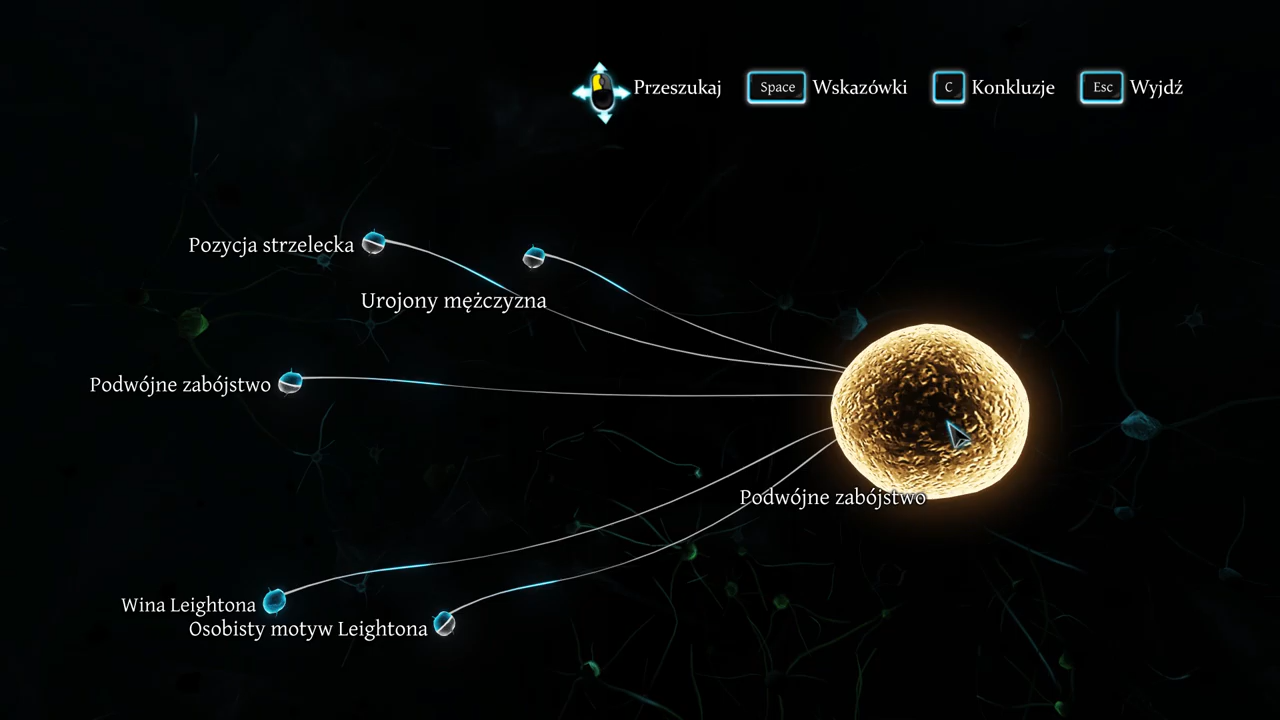 Przeszukaj
Space Wskazówki
C Konkluzje
Esc Wyjdź
Pozycja strzelecka
Urojony mężczyzna
Podwójne zabójstwo
Podwójne zabójstwo
Wina Leightona
Osobisty motyw Leightona